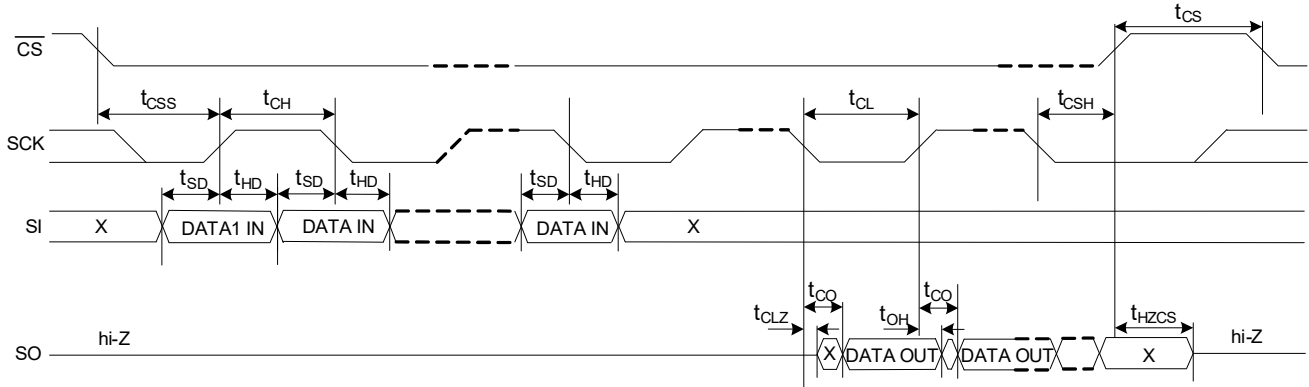 t_CS
C̅S̅
t_CSS t_CH t_CL t_CSH
SCK
t_SD t_HD t_SD t_HD t_SD t_HD
SI X DATA1 IN DATA IN DATA IN X
t_CO t_CO
t_CLZ t_OH t_HZCS
hi-Z hi-Z
SO X DATA OUT DATA OUT X